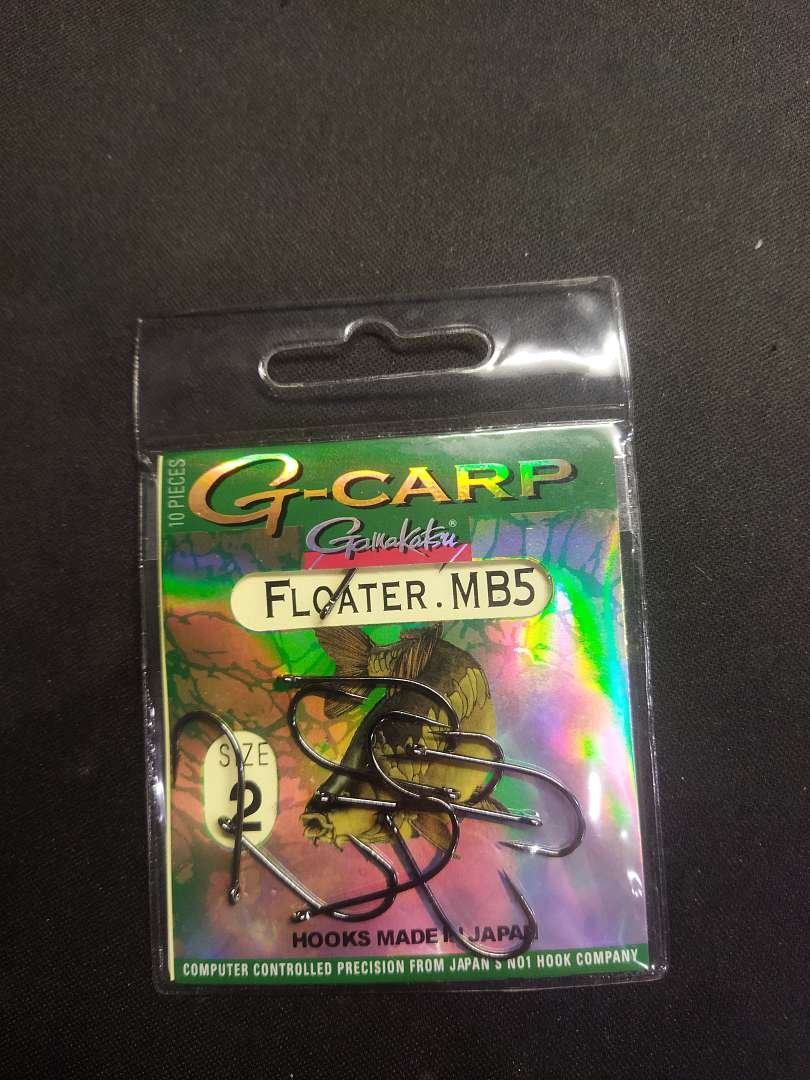 10 PIECES
G-CARP
Gamakatsu®
FLOATER. MB5
SIZE
2
HOOKS MADE IN JAPAN
COMPUTER CONTROLLED PRECISION FROM JAPAN'S NO1 HOOK COMPANY